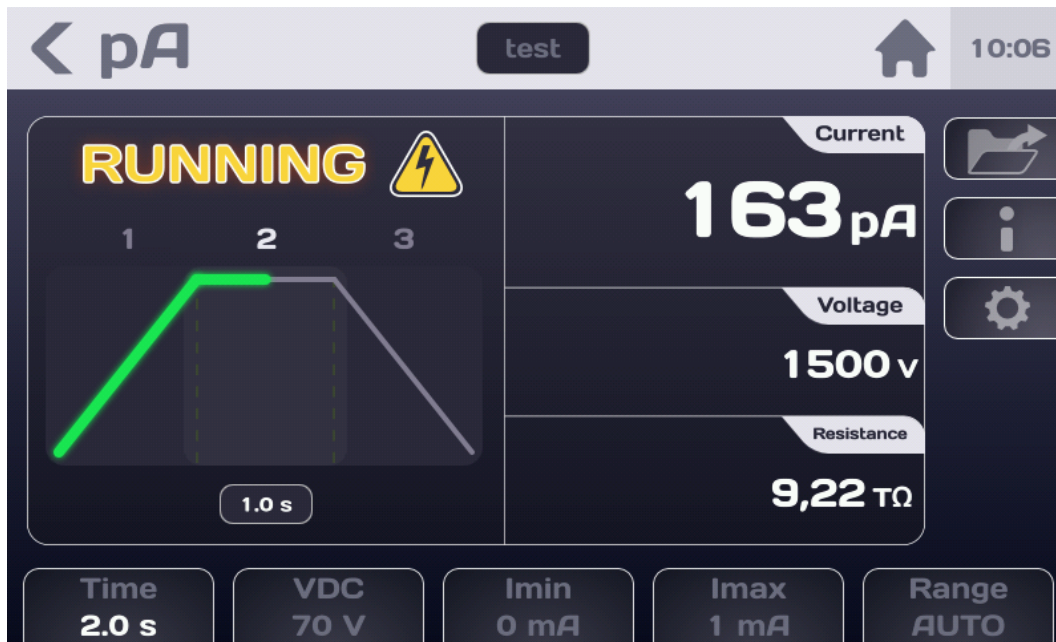 pA
test
10:06
RUNNING
1 2 3
1.0 s
Current
163 pA
Voltage
1500 V
Resistance
9,22 TΩ
Time
2.0 s
VDC
70 V
Imin
0 mA
Imax
1 mA
Range
AUTO